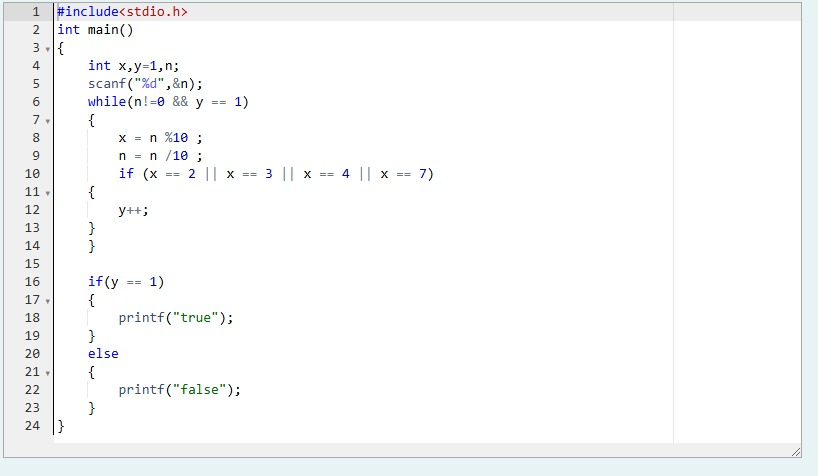 1 #include<stdio.h>
2 int main()
3 {
4 int x,y=1,n;
5 scanf("%d",&n);
6 while(n!=0 && y == 1)
7 {
8 x = n %10 ;
9 n = n /10 ;
10 if (x == 2 || x == 3 || x == 4 || x == 7)
11 {
12 y++;
13 }
14 }
15
16 if(y == 1)
17 {
18 printf("true");
19 }
20 else
21 {
22 printf("false");
23 }
24 }